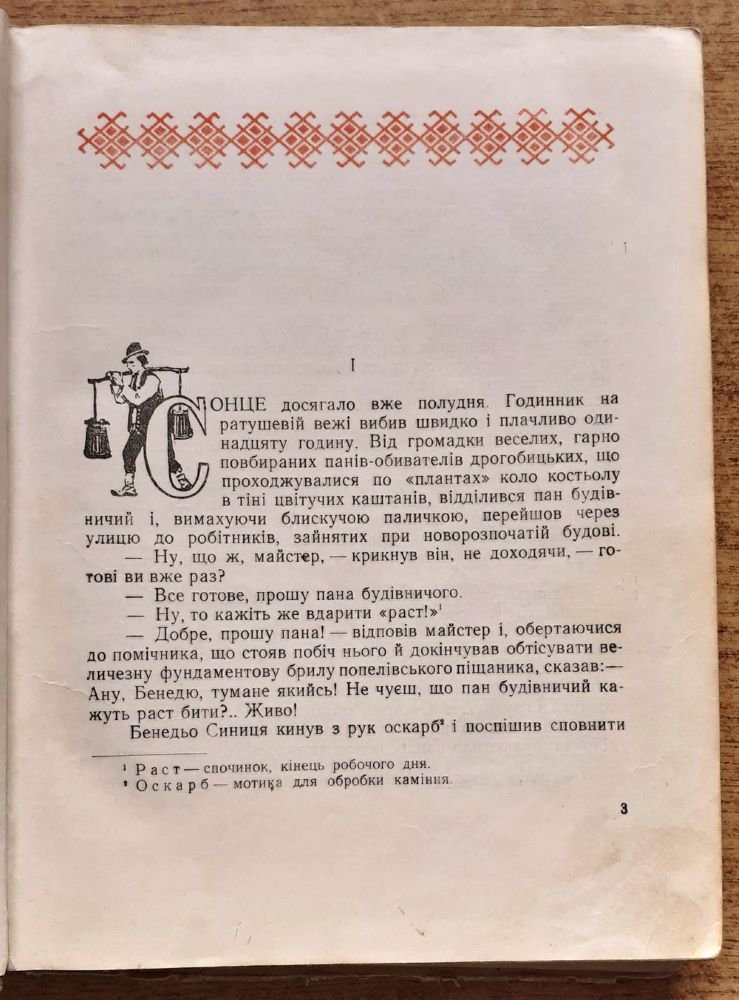 I
СОНЦЕ досягало вже полудня. Годинник на
ратушевій вежі вибив швидко і плачливо оди-
надцяту годину. Від громадки веселих, гарно
повбираних панів-обивателів дрогобицьких, що
проходжувалися по «плантах» коло костьолу
в тіні цвітучих каштанів, відділився пан будів-
ничий і, вимахуючи блискучою паличкою, перейшов через
улицю до робітників, зайнятих при новорозпочатій будові.
— Ну, що ж, майстер, — крикнув він, не доходячи, — го-
тові ви вже раз?
— Все готове, прошу пана будівничого.
— Ну, то кажіть же вдарити «раст!»¹
— Добре, прошу пана! — відповів майстер і, обертаючися
до помічника, що стояв побіч нього й докінчував обтісувати ве-
личезну фундаментову брилу попелівського піщаника, сказав:—
Ану, Бенедю, тумане якийсь! Не чуєш, що пан будівничий ка-
жуть раст бити?.. Живо!
Бенедьо Синиця кинув з рук оскарб² і поспішив сповнити
¹ Раст — спочинок, кінець робочого дня.
² Оскарб — мотика для обробки каміння.
3